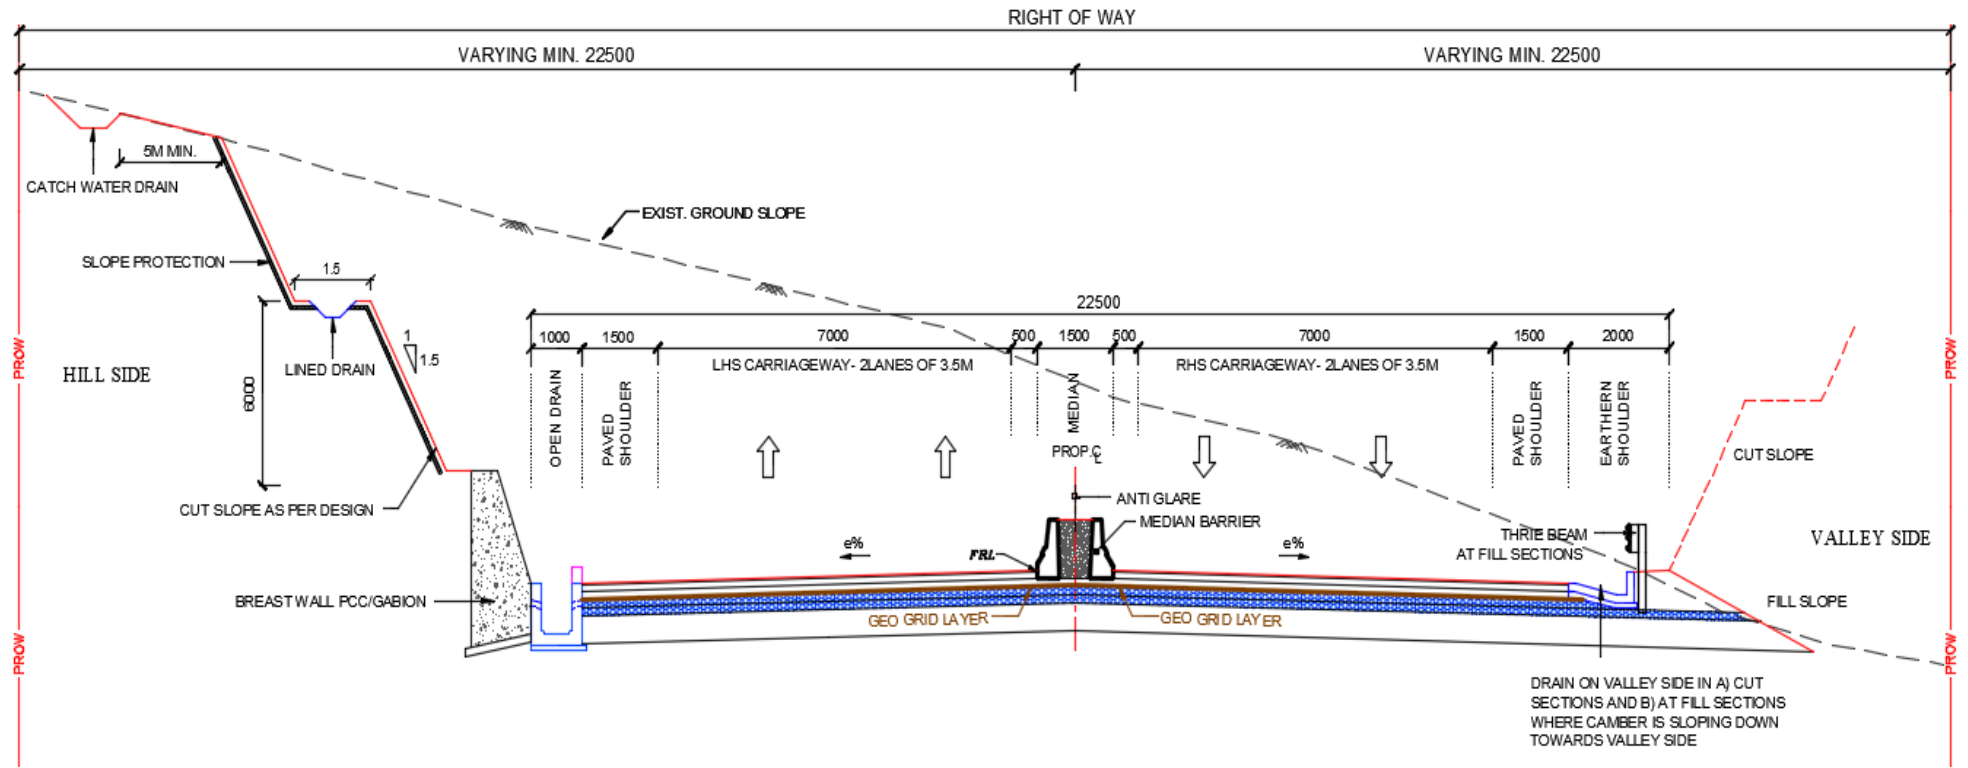 RIGHT OF WAY
VARYING MIN. 22500
VARYING MIN. 22500
5M MIN.
CATCH WATER DRAIN
EXIST. GROUND SLOPE
SLOPE PROTECTION
1.5
22500
1000
1500
7000
500
1500
500
7000
1500
2000
LHS CARRIAGEWAY- 2LANES OF 3.5M
RHS CARRIAGEWAY- 2LANES OF 3.5M
1
1.5
LINED DRAIN
6000
HILL SIDE
PROW
PROW
OPEN DRAIN
PAVED
SHOULDER
MEDIAN
PAVED
SHOULDER
EARTHERN
SHOULDER
PROP. CL
CUT SLOPE
CUT SLOPE AS PER DESIGN
ANTI GLARE
MEDIAN BARRIER
THRIE BEAM
AT FILL SECTIONS
VALLEY SIDE
e%
e%
FRL
BREAST WALL PCC/GABION
GEO GRID LAYER
GEO GRID LAYER
FILL SLOPE
PROW
PROW
DRAIN ON VALLEY SIDE IN A) CUT
SECTIONS AND B) AT FILL SECTIONS
WHERE CAMBER IS SLOPING DOWN
TOWARDS VALLEY SIDE